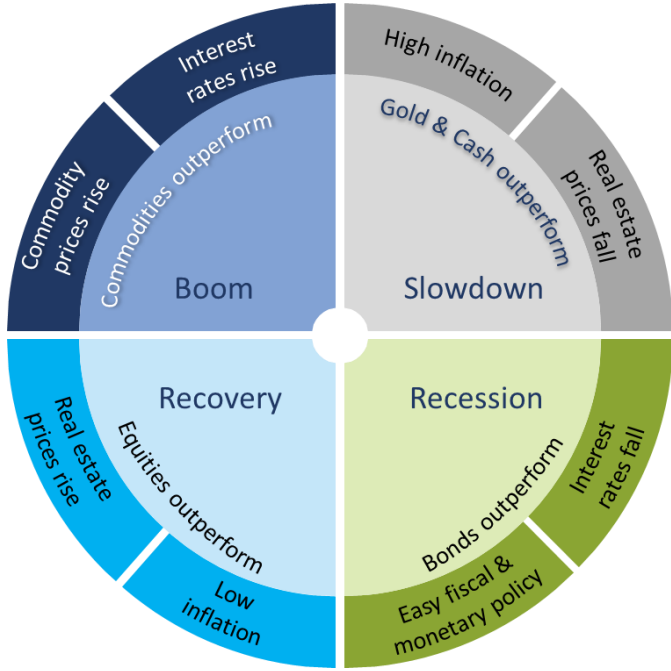 Interest
rates rise
Commodity
prices rise
Commodities outperform
Boom
High inflation
Real estate
prices fall
Gold & Cash outperform
Slowdown
Recovery
Equities outperform
Real estate
prices rise
Low
inflation
Recession
Bonds outperform
Interest
rates fall
Easy fiscal &
monetary policy